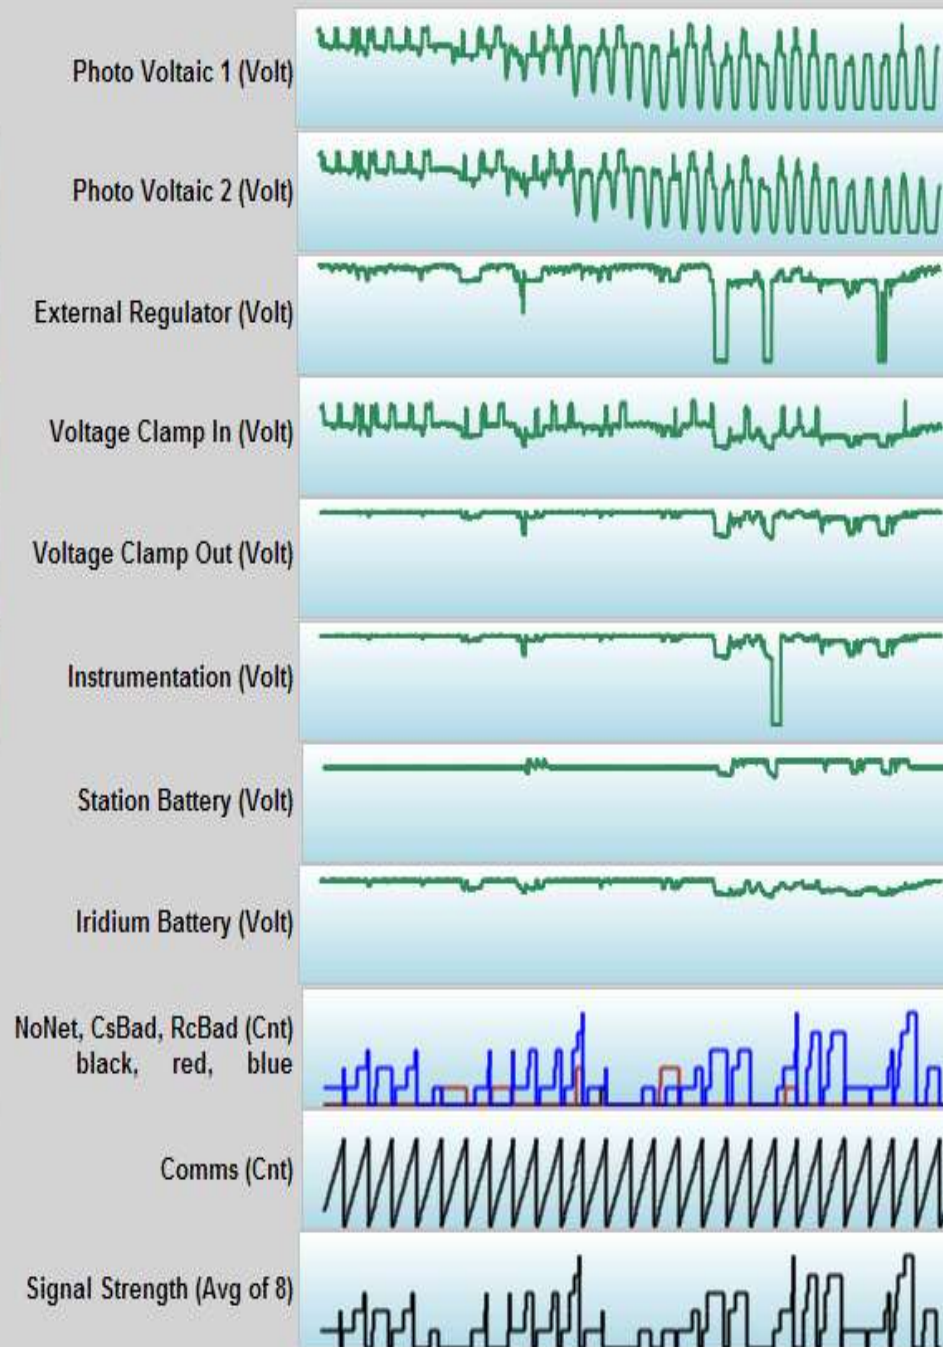 Photo Voltaic 1 (Volt)
Photo Voltaic 2 (Volt)
External Regulator (Volt)
Voltage Clamp In (Volt)
Voltage Clamp Out (Volt)
Instrumentation (Volt)
Station Battery (Volt)
Iridium Battery (Volt)
NoNet, CsBad, RcBad (Cnt)
black, red, blue
Comms (Cnt)
Signal Strength (Avg of 8)